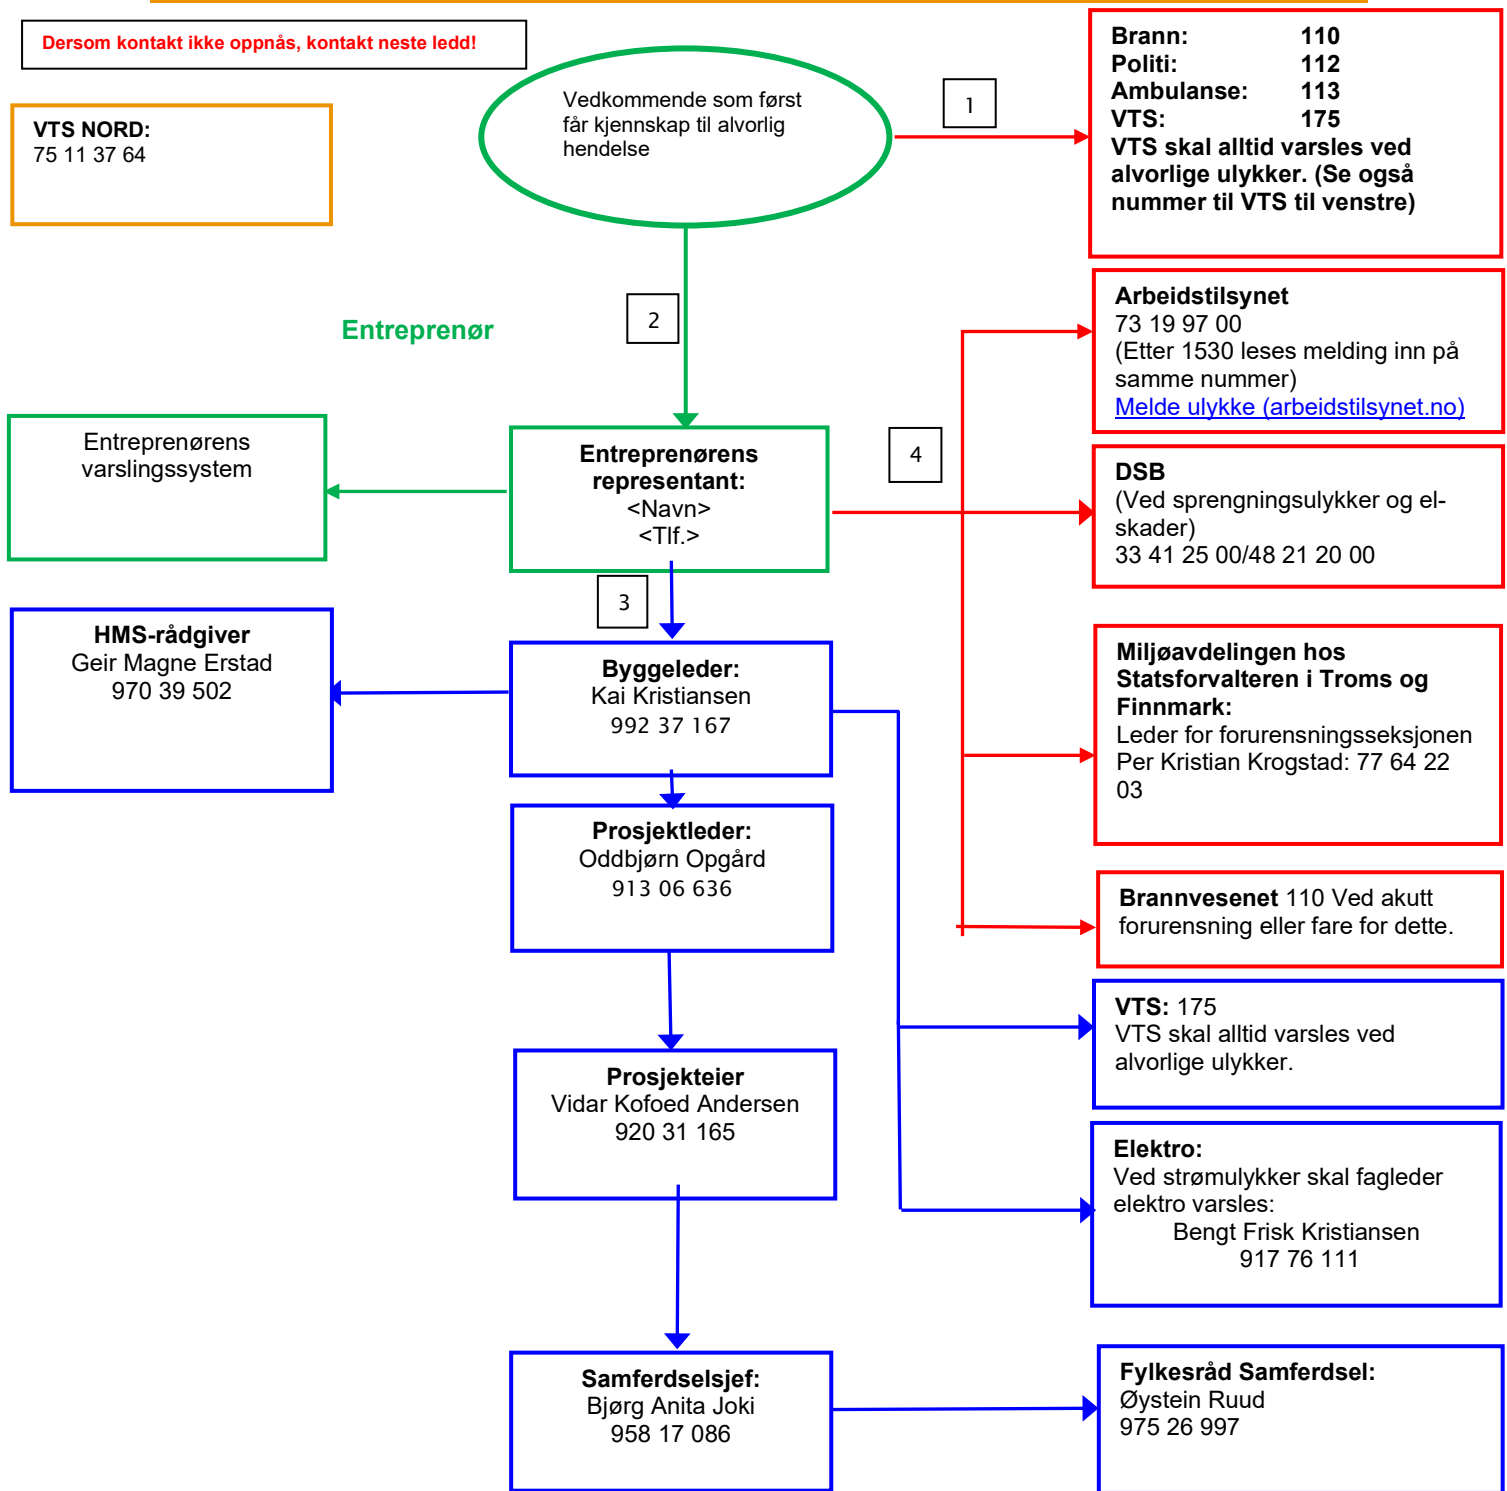 Dersom kontakt ikke oppnås, kontakt neste ledd!
VTS NORD:
75 11 37 64
Vedkommende som først
får kjennskap til alvorlig
hendelse
1
Brann: 110
Politi: 112
Ambulanse: 113
VTS: 175
VTS skal alltid varsles ved
alvorlige ulykker. (Se også
nummer til VTS til venstre)
2
Entreprenør
Arbeidstilsynet
73 19 97 00
(Etter 1530 leses melding inn på
samme nummer)
Melde ulykke (arbeidstilsynet.no)
Entreprenørens
varslingssystem
Entreprenørens
representant:
<Navn>
<Tlf.>
4
DSB
(Ved sprengningsulykker og el-
skader)
33 41 25 00/48 21 20 00
3
HMS-rådgiver
Geir Magne Erstad
970 39 502
Byggeleder:
Kai Kristiansen
992 37 167
Miljøavdelingen hos
Statsforvalteren i Troms og
Finnmark:
Leder for forurensningsseksjonen
Per Kristian Krogstad: 77 64 22
03
Prosjektleder:
Oddbjørn Opgård
913 06 636
Brannvesenet 110 Ved akutt
forurensning eller fare for dette.
VTS: 175
VTS skal alltid varsles ved
alvorlige ulykker.
Prosjekteier
Vidar Kofoed Andersen
920 31 165
Elektro:
Ved strømulykker skal fagleder
elektro varsles:
Bengt Frisk Kristiansen
917 76 111
Samferdselsjef:
Bjørg Anita Joki
958 17 086
Fylkesråd Samferdsel:
Øystein Ruud
975 26 997